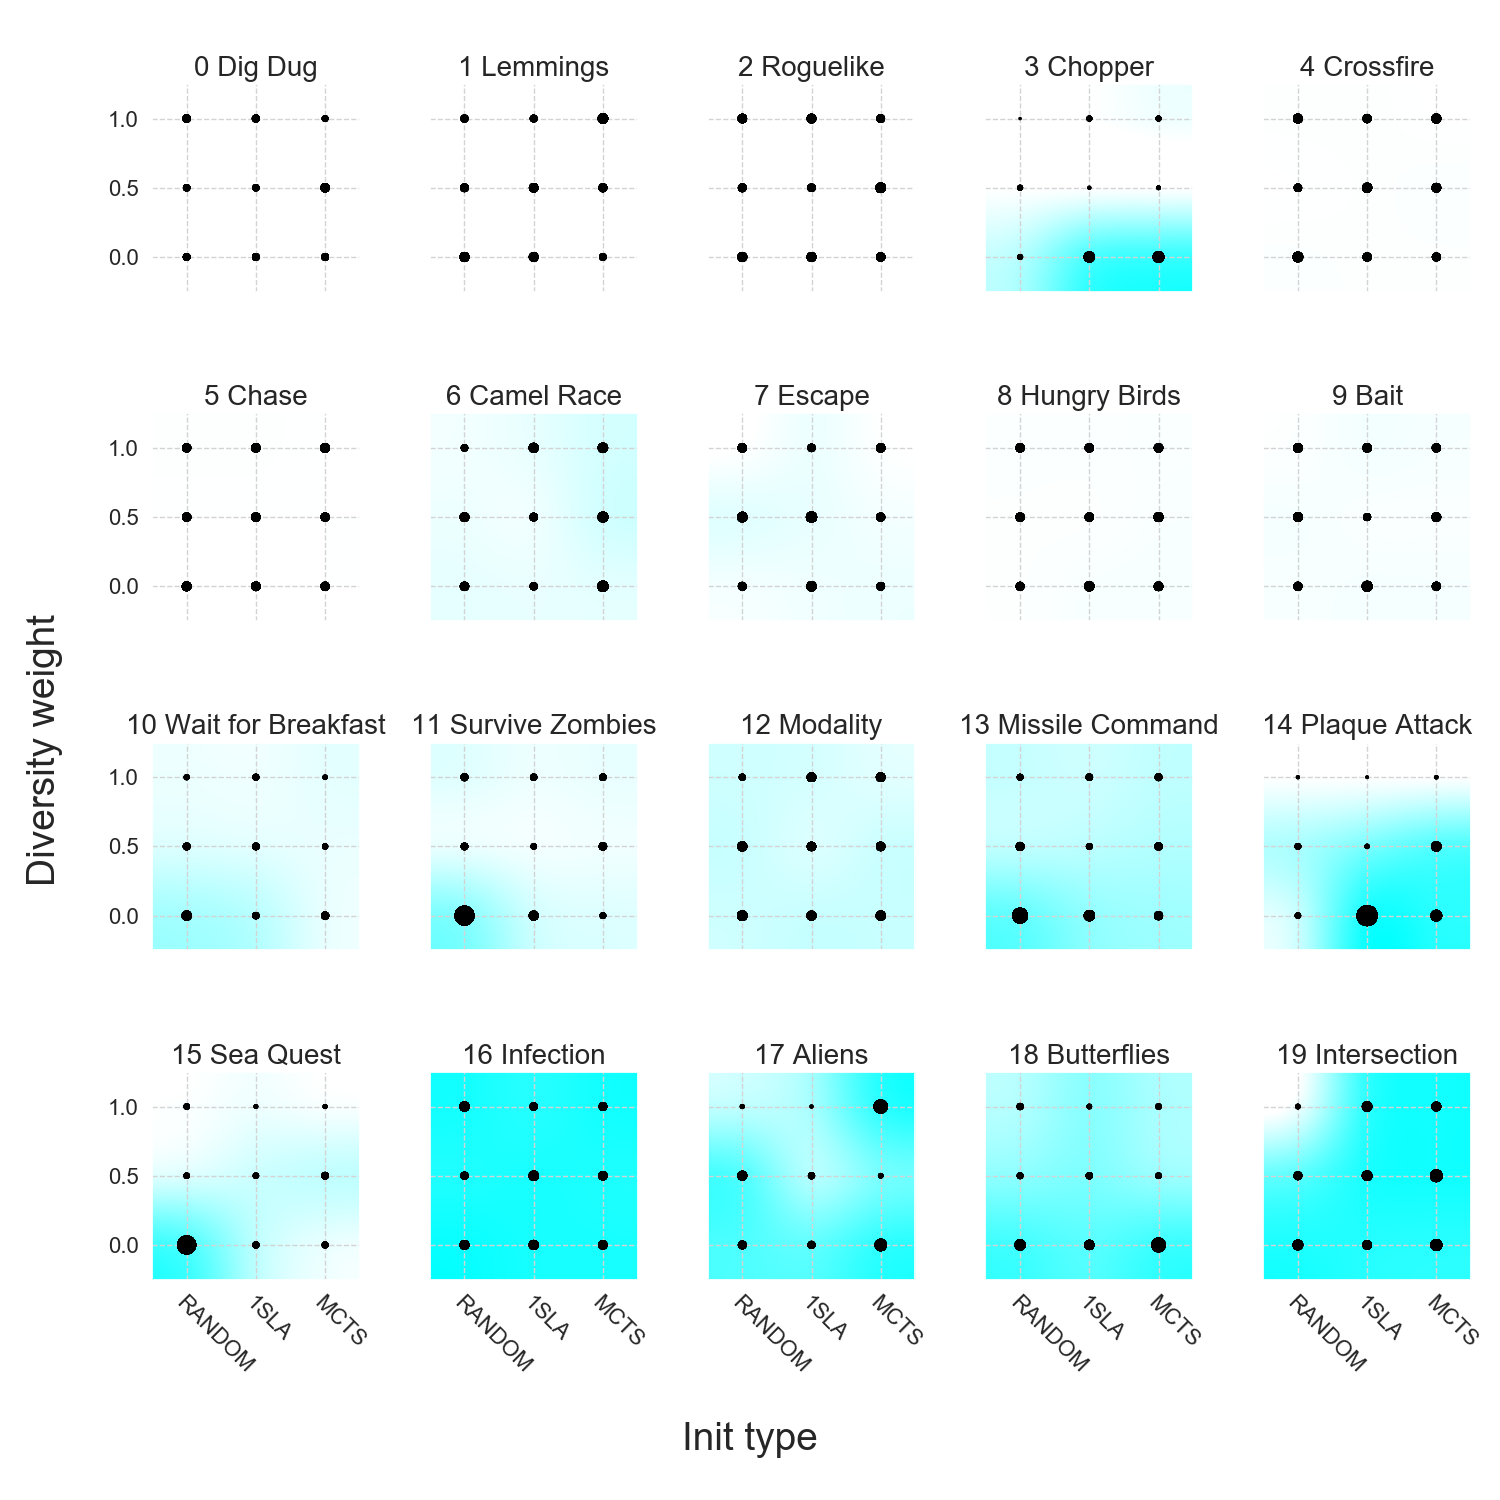 0 Dig Dug
1 Lemmings
2 Roguelike
3 Chopper
4 Crossfire
1.0
0.5
0.0
5 Chase
6 Camel Race
7 Escape
8 Hungry Birds
9 Bait
1.0
0.5
0.0
Diversity weight
10 Wait for Breakfast
11 Survive Zombies
12 Modality
13 Missile Command
14 Plaque Attack
1.0
0.5
0.0
15 Sea Quest
16 Infection
17 Aliens
18 Butterflies
19 Intersection
1.0
0.5
0.0
RANDOM
1SLA
MCTS
RANDOM
1SLA
MCTS
RANDOM
1SLA
MCTS
RANDOM
1SLA
MCTS
RANDOM
1SLA
MCTS
Init type